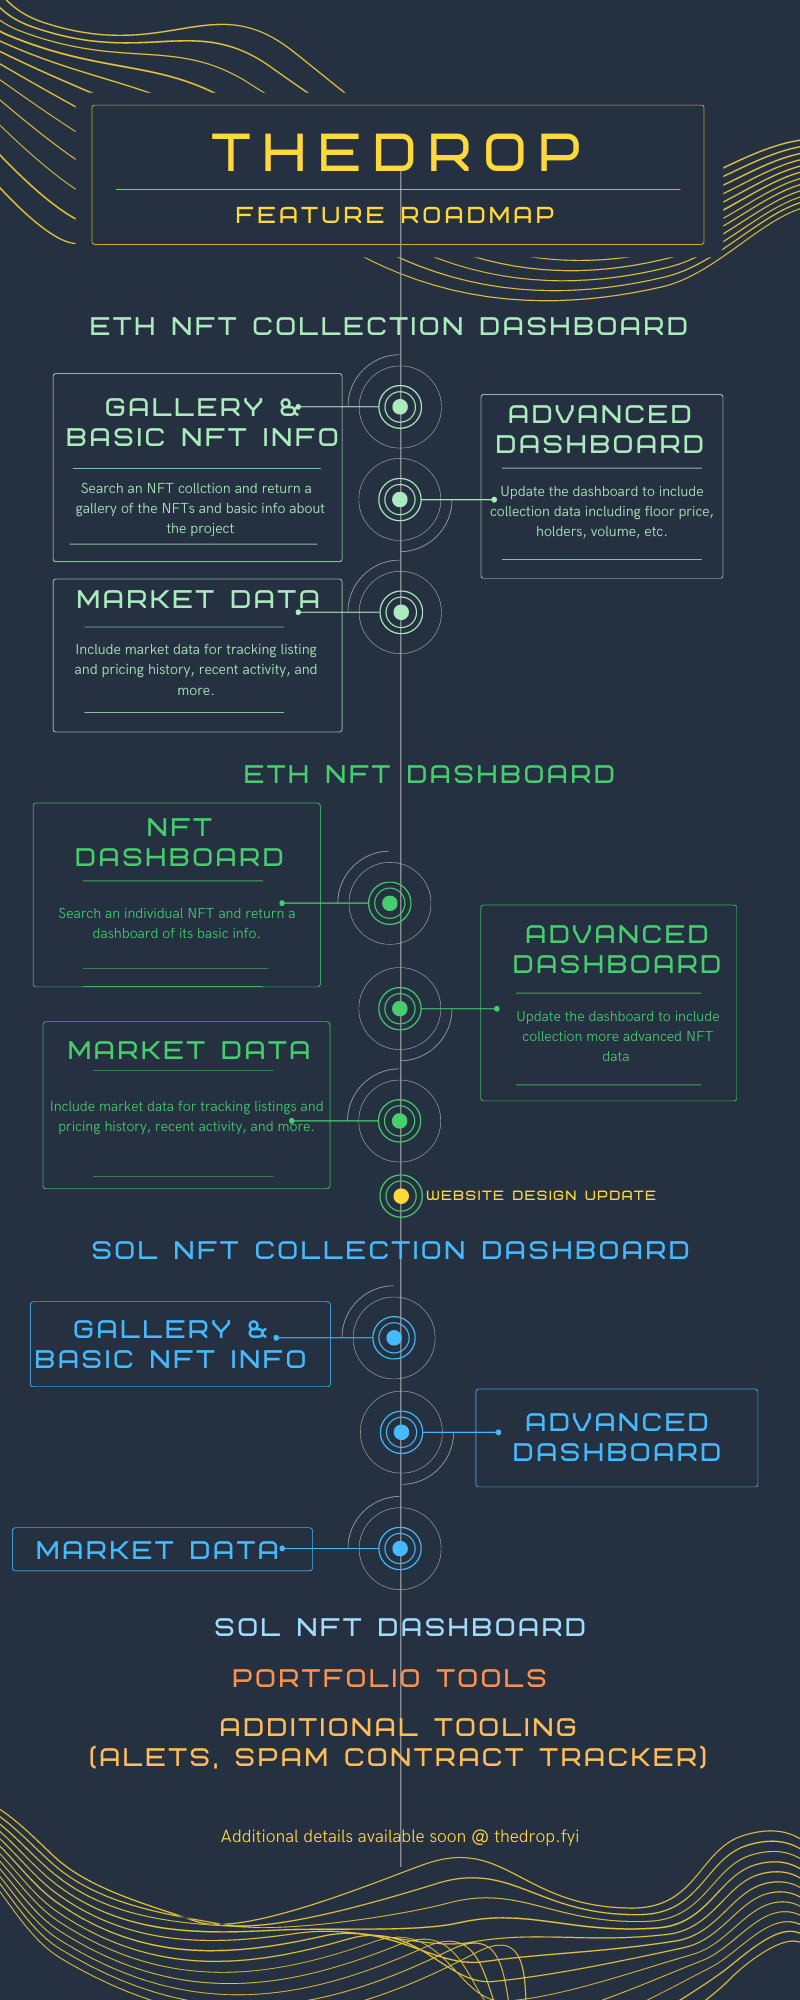 THEDROP
FEATURE ROADMAP
ETH NFT COLLECTION DASHBOARD
GALLERY &
BASIC NFT INFO
Search an NFT collction and return a
gallery of the NFTs and basic info about
the project
ADVANCED
DASHBOARD
Update the dashboard to include
collection data including floor price,
holders, volume, etc.
MARKET DATA
Include market data for tracking listing
and pricing history, recent activity, and
more.
ETH NFT DASHBOARD
NFT
DASHBOARD
Search an individual NFT and return a
dashboard of its basic info.
ADVANCED
DASHBOARD
Update the dashboard to include
collection more advanced NFT
data
MARKET DATA
Include market data for tracking listings and
pricing history, recent activity, and more.
WEBSITE DESIGN UPDATE
SOL NFT COLLECTION DASHBOARD
GALLERY &
BASIC NFT INFO
ADVANCED
DASHBOARD
MARKET DATA
SOL NFT DASHBOARD
PORTFOLIO TOOLS
ADDITIONAL TOOLING
(ALETS, SPAM CONTRACT TRACKER)
Additional details available soon @ thedrop.fyi